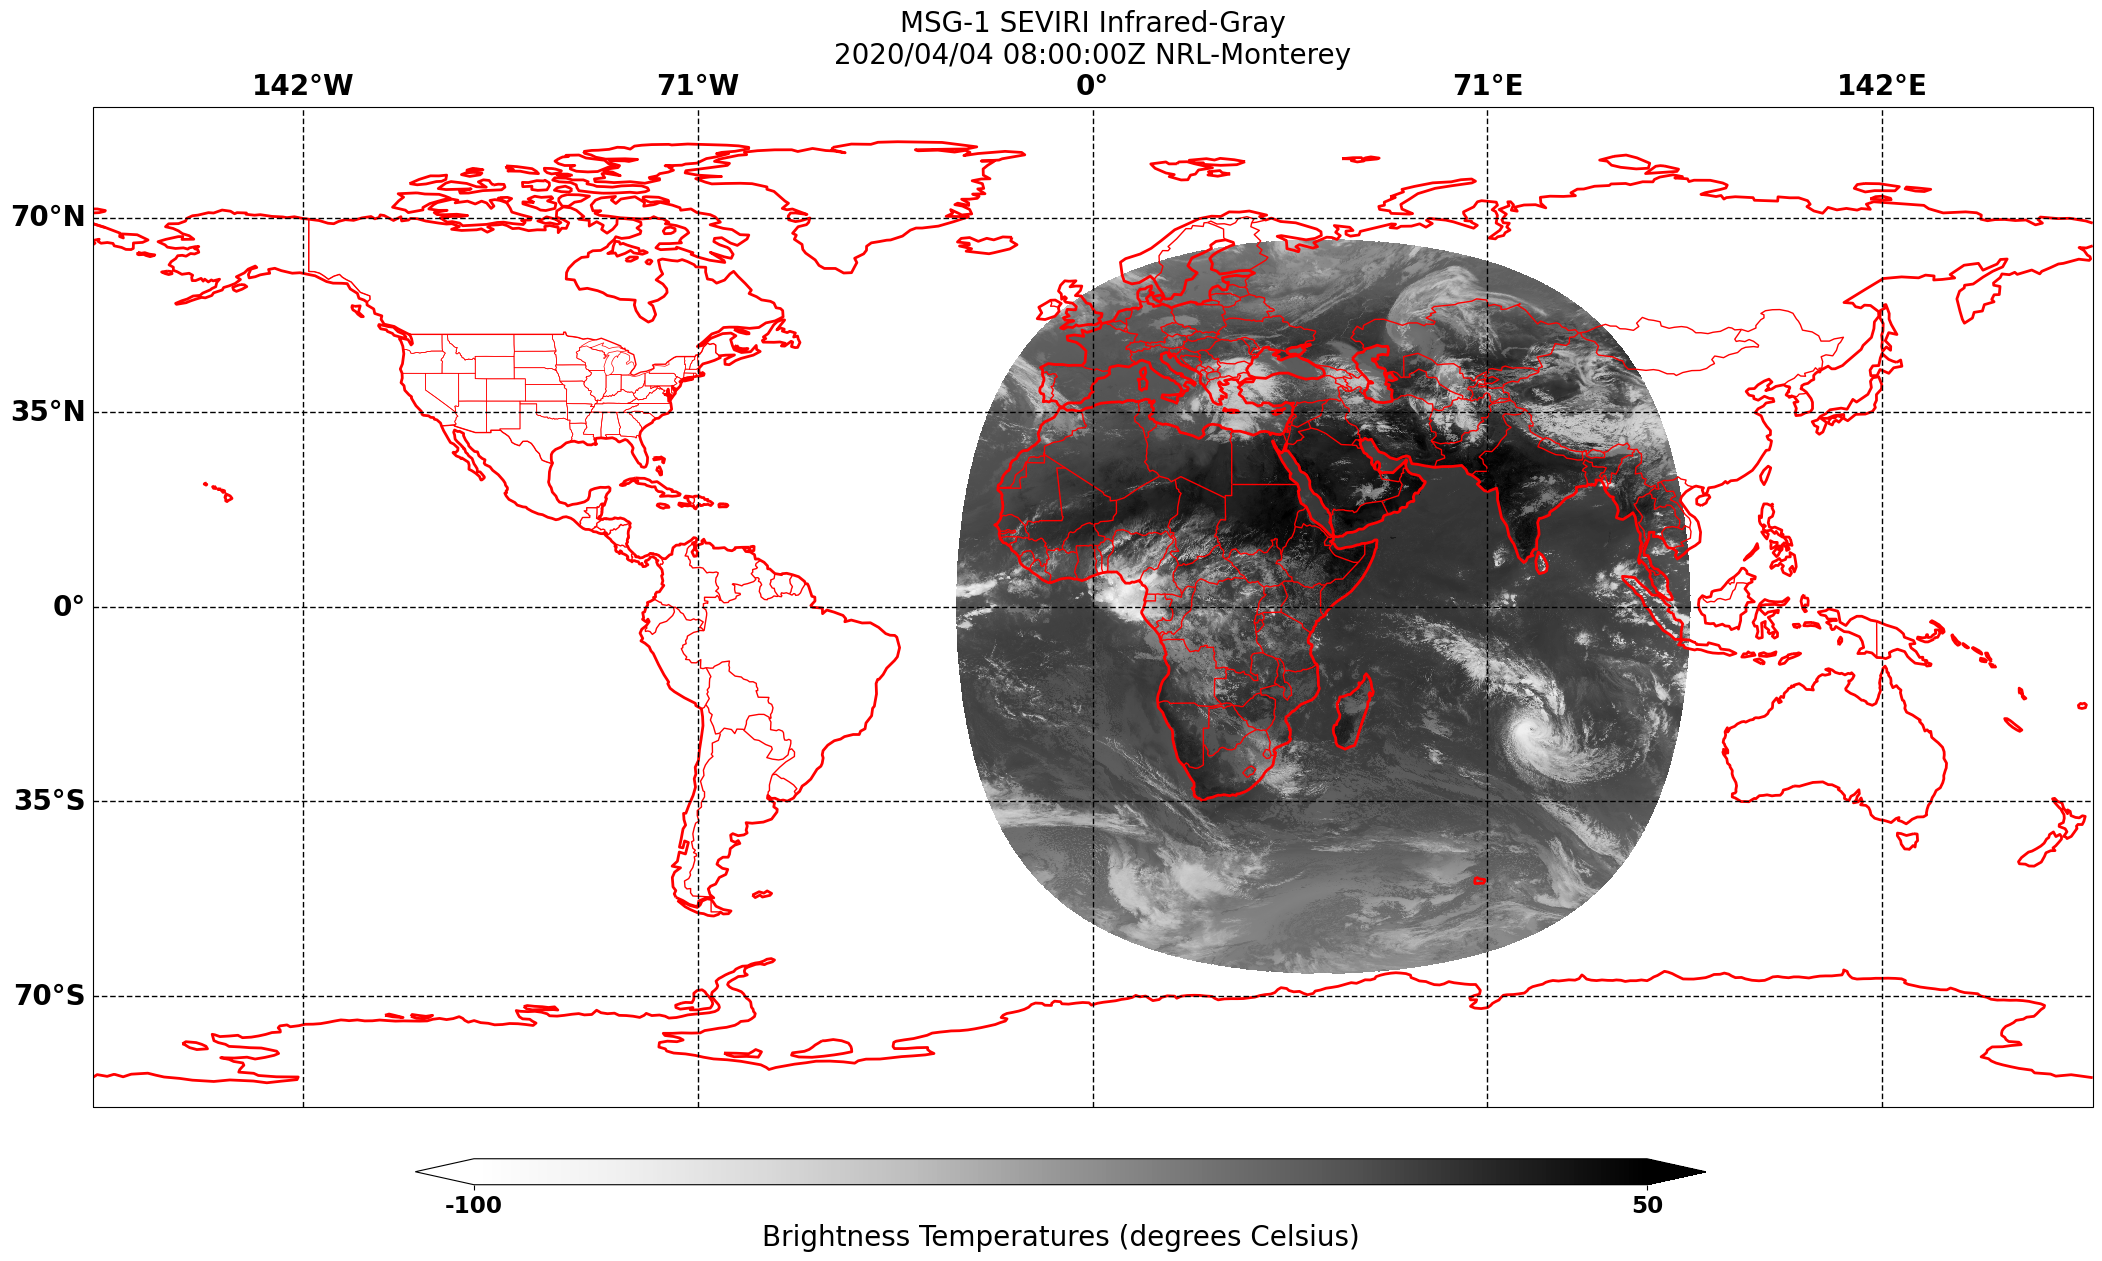 MSG-1 SEVIRI Infrared-Gray
2020/04/04 08:00:00Z NRL-Monterey
142°W 71°W 0° 71°E 142°E
70°N
35°N
0°
35°S
70°S
-100 50
Brightness Temperatures (degrees Celsius)